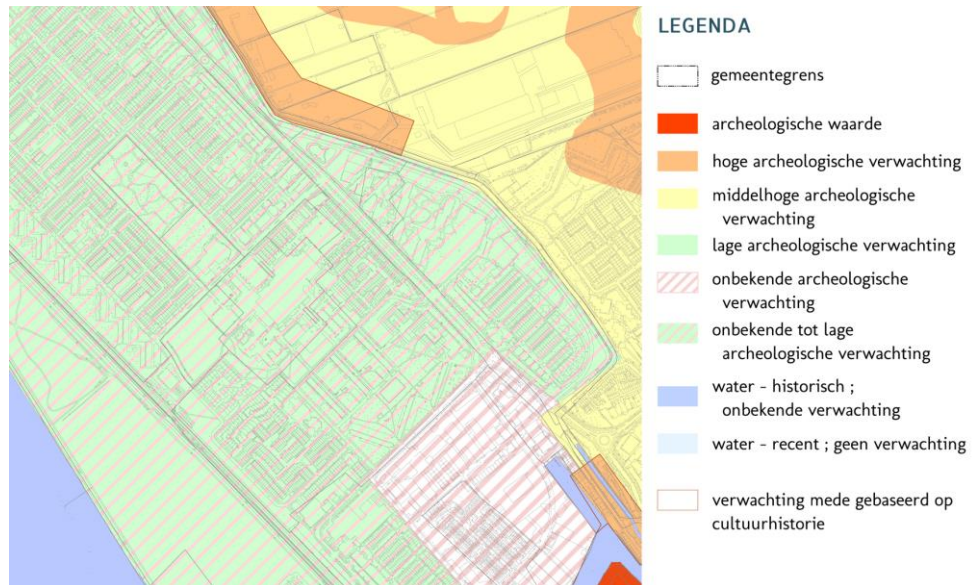 LEGENDA
gemeentegrens
archeologische waarde
hoge archeologische verwachting
middelhoge archeologische
verwachting
lage archeologische verwachting
onbekende archeologische
verwachting
onbekende tot lage
archeologische verwachting
water - historisch ;
onbekende verwachting
water - recent ; geen verwachting
verwachting mede gebaseerd op
cultuurhistorie